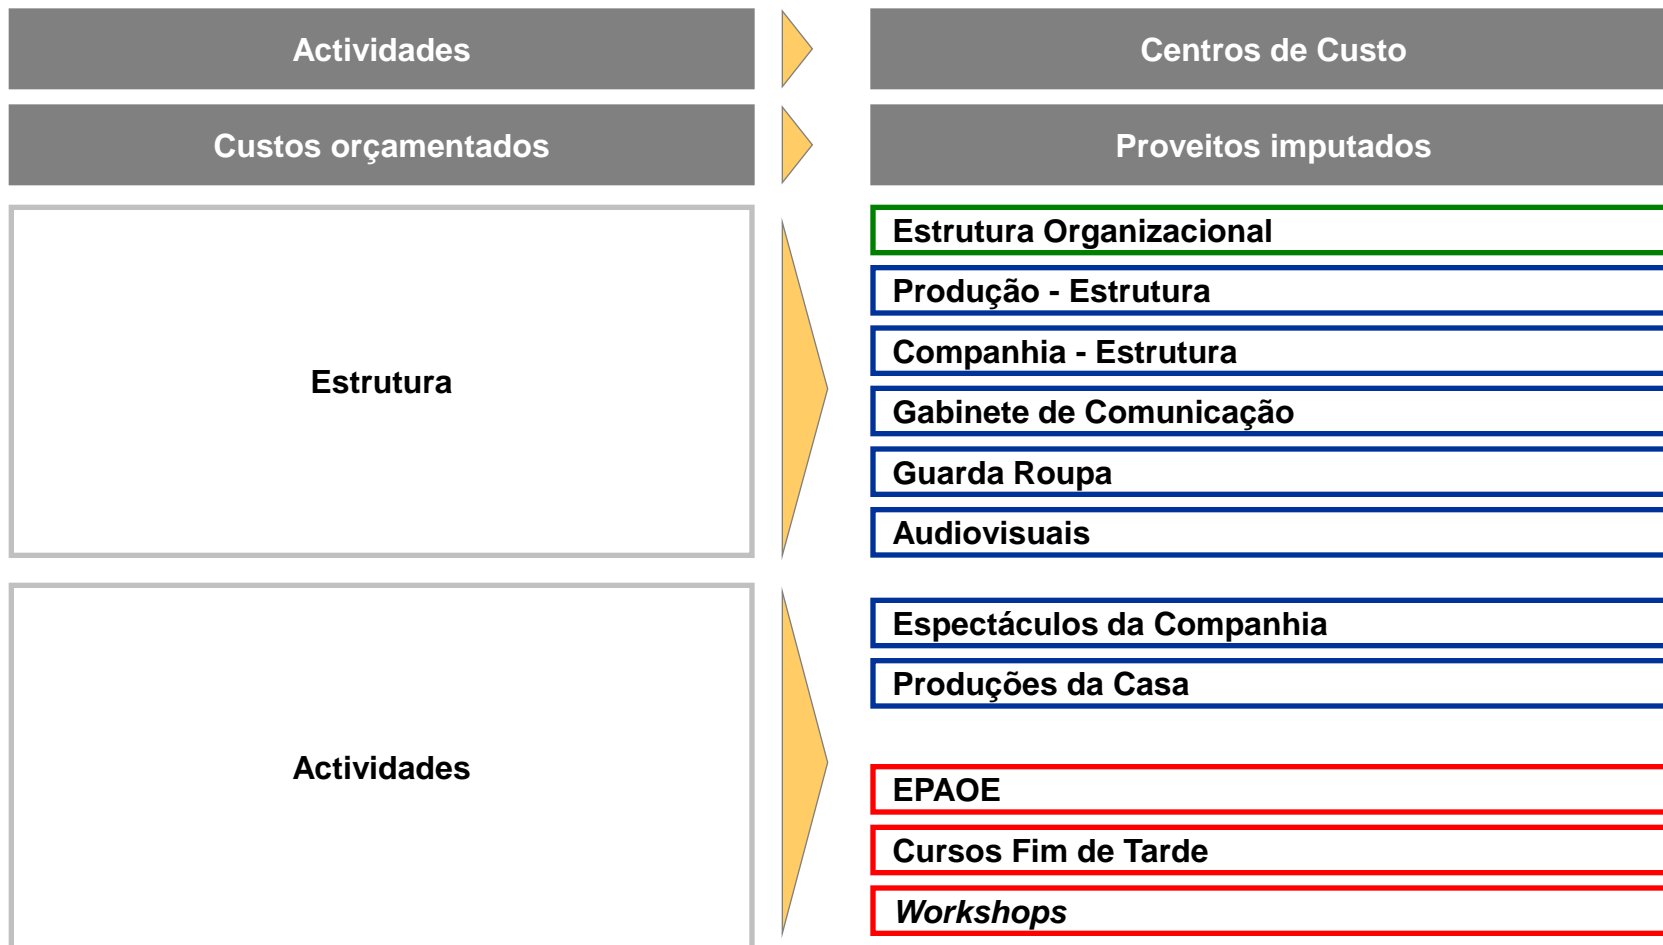 Actividades
Centros de Custo
Custos orçamentados
Proveitos imputados
Estrutura
Estrutura Organizacional
Produção - Estrutura
Companhia - Estrutura
Gabinete de Comunicação
Guarda Roupa
Audiovisuais
Actividades
Espectáculos da Companhia
Produções da Casa
EPAOE
Cursos Fim de Tarde
Workshops